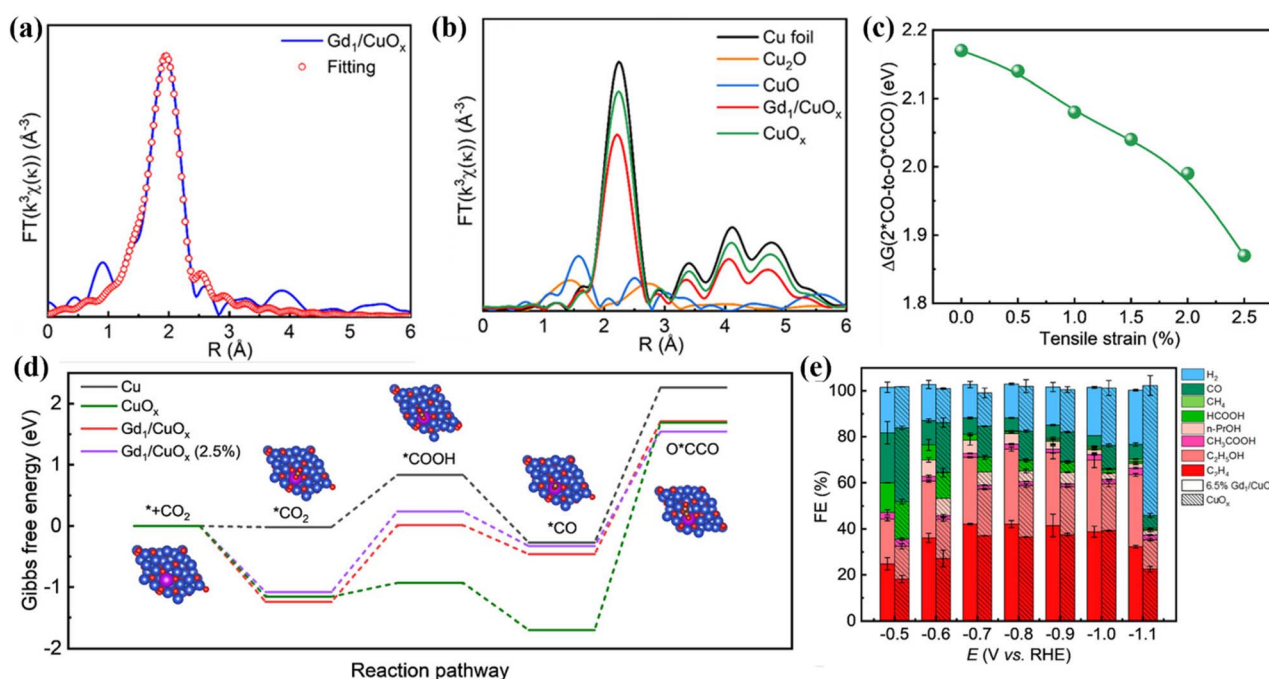 (a)
Gd₁/CuOₓ
Fitting
FT(k³χ(κ)) (Å⁻³)
0 1 2 3 4 5 6
R (Å)
(b)
Cu foil
Cu₂O
CuO
Gd₁/CuOₓ
CuOₓ
FT(k³χ(κ)) (Å⁻³)
0 1 2 3 4 5 6
R (Å)
(c)
2.2
2.1
2.0
1.9
1.8
ΔG(2*CO-to-O*CCO) (eV)
0.0 0.5 1.0 1.5 2.0 2.5
Tensile strain (%)
(d)
Cu
CuOₓ
Gd₁/CuOₓ
Gd₁/CuOₓ (2.5%)
2
1
0
-1
-2
Gibbs free energy (eV)
*+CO₂
*CO₂
*COOH
*CO
O*CCO
Reaction pathway
(e)
100
80
60
40
20
0
FE (%)
H₂
CO
CH₄
HCOOH
n-PrOH
CH₃COOH
C₂H₅OH
C₂H₄
6.5% Gd₁/CuO
CuOₓ
-0.5 -0.6 -0.7 -0.8 -0.9 -1.0 -1.1
E (V vs. RHE)